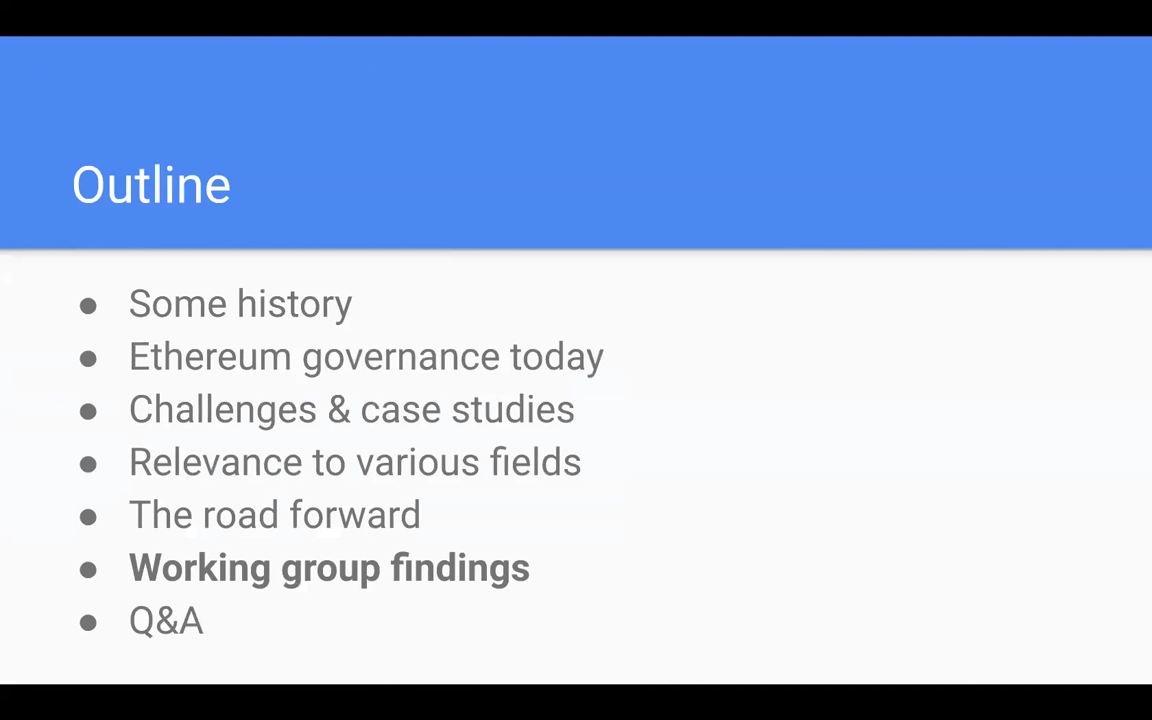 Outline
● Some history
● Ethereum governance today
● Challenges & case studies
● Relevance to various fields
● The road forward
● Working group findings
● Q&A